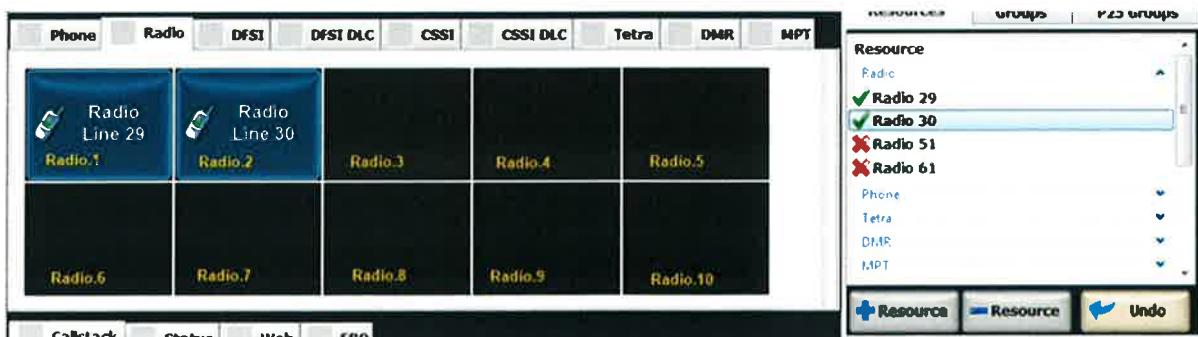 Phone Radio DFSI DFSI DLC CSSI CSSI DLC Tetra DMR MPT
Radio Line 29
Radio.1
Radio Line 30
Radio.2
Radio.3
Radio.4
Radio.5
Radio.6
Radio.7
Radio.8
Radio.9
Radio.10
Callstack Status Web
Resources Groups P25 Groups
Resource
Radio
Radio 29
Radio 30
Radio 51
Radio 61
Phone
Tetra
DMR
MPT
Resource
Resource
Undo